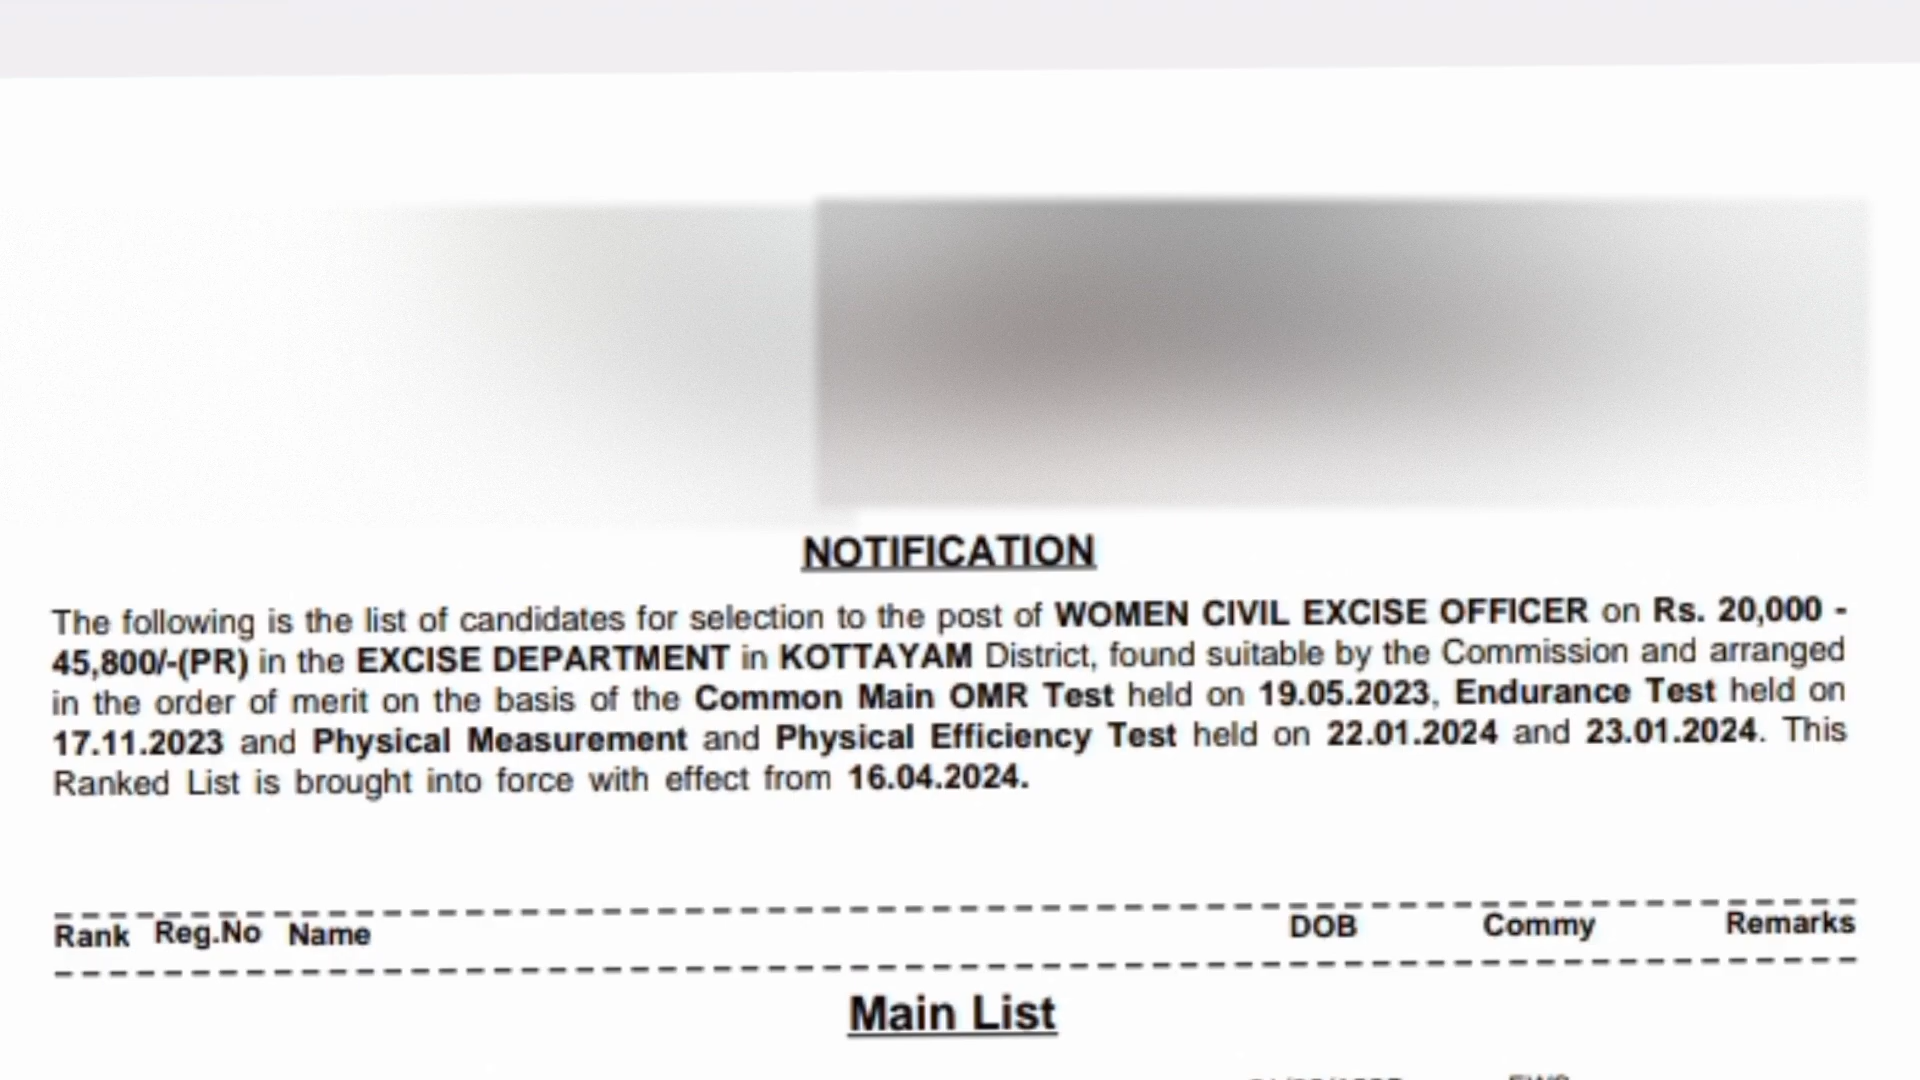 NOTIFICATION
The following is the list of candidates for selection to the post of WOMEN CIVIL EXCISE OFFICER on Rs. 20,000 -
45,800/-(PR) in the EXCISE DEPARTMENT in KOTTAYAM District, found suitable by the Commission and arranged
in the order of merit on the basis of the Common Main OMR Test held on 19.05.2023, Endurance Test held on
17.11.2023 and Physical Measurement and Physical Efficiency Test held on 22.01.2024 and 23.01.2024. This
Ranked List is brought into force with effect from 16.04.2024.
Rank Reg.No Name DOB Commy Remarks
Main List